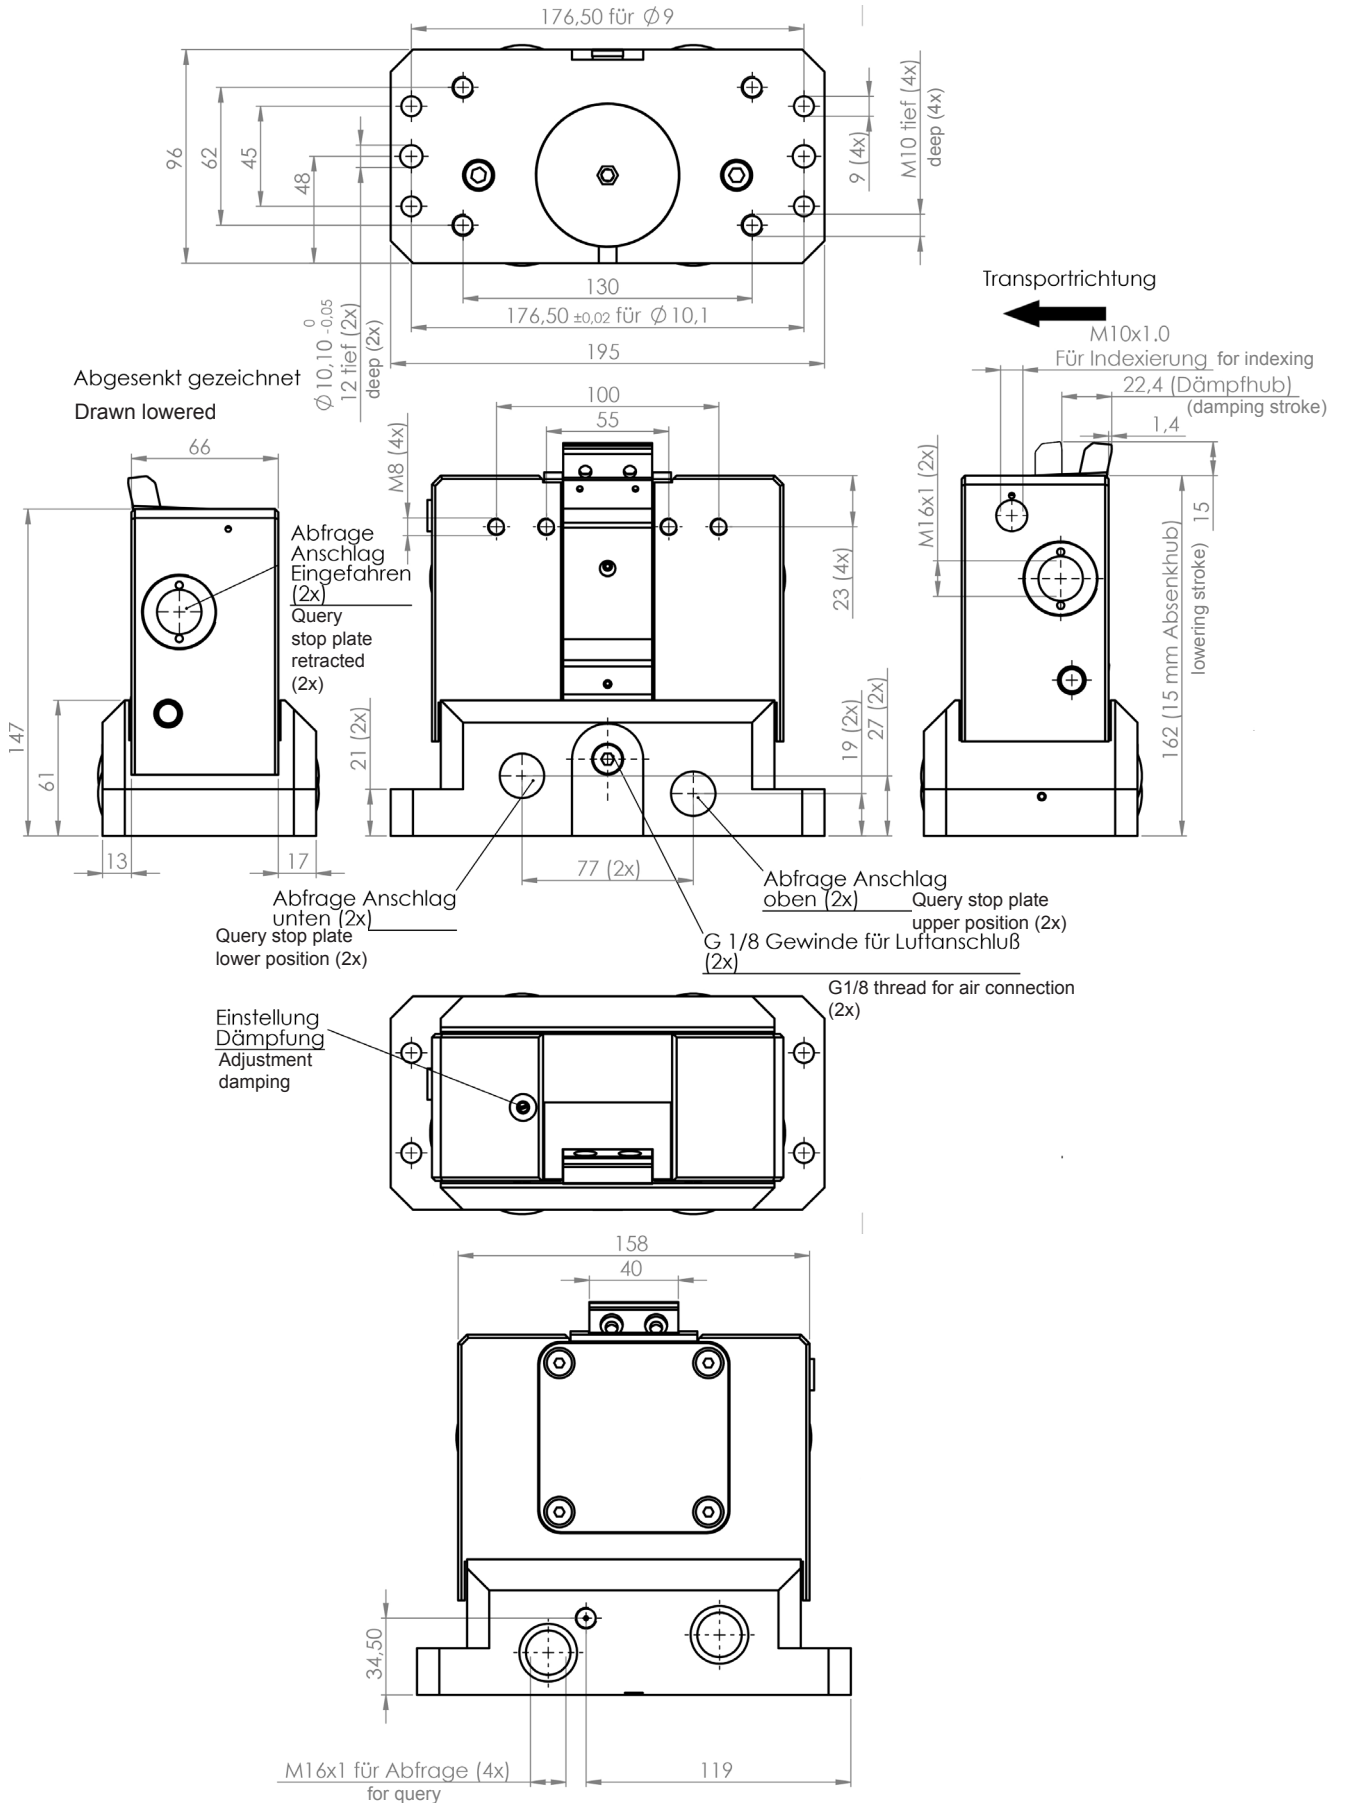 176,50 für Ø9
96
62
45
48
9 (4x)
M10 tief (4x)
deep (4x)
130
176,50 ±0,02 für Ø10,1
195
Ø10,10 0 -0,05
12 tief (2x)
deep (2x)
Transportrichtung
M10x1.0
Für Indexierung for indexing
22,4 (Dämpfhub)
(damping stroke)
1,4
Abgesenkt gezeichnet
Drawn lowered
66
147
61
13
17
Abfrage
Anschlag
Eingefahren
(2x)
Query
stop plate
retracted
(2x)
100
55
M8 (4x)
23 (4x)
21 (2x)
19 (2x)
27 (2x)
77 (2x)
M16x1 (2x)
15
162 (15 mm Absenkhub)
lowering stroke)
Abfrage Anschlag
unten (2x)
Query stop plate
lower position (2x)
Abfrage Anschlag
oben (2x)
Query stop plate
upper position (2x)
G 1/8 Gewinde für Luftanschluß
(2x)
G1/8 thread for air connection
(2x)
Einstellung
Dämpfung
Adjustment
damping
158
40
34,50
M16x1 für Abfrage (4x)
for query
119